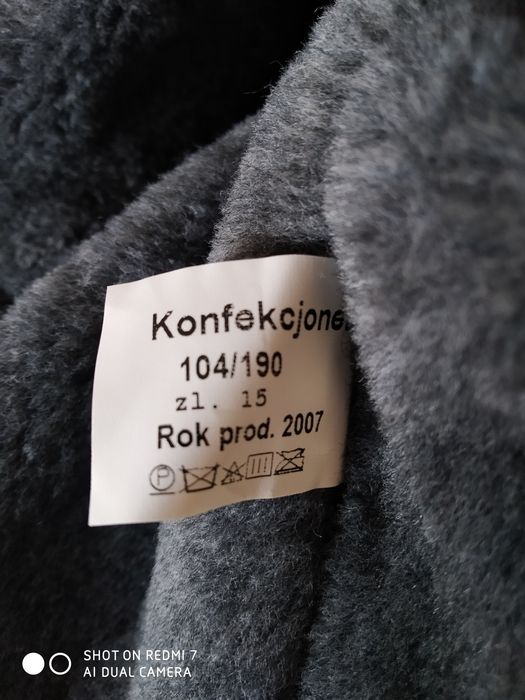 Konfekcjone
104/190
zl. 15
Rok prod. 2007
P
SHOT ON REDMI 7
AI DUAL CAMERA